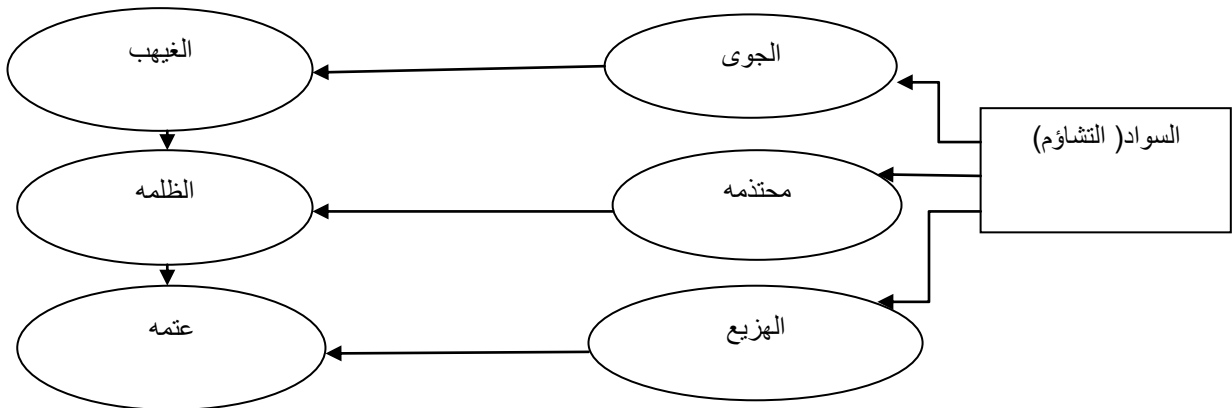 الغيهب
الجوى
السواد( التشاؤم)
محتذمه
الظلمه
الهزيع
عتمه